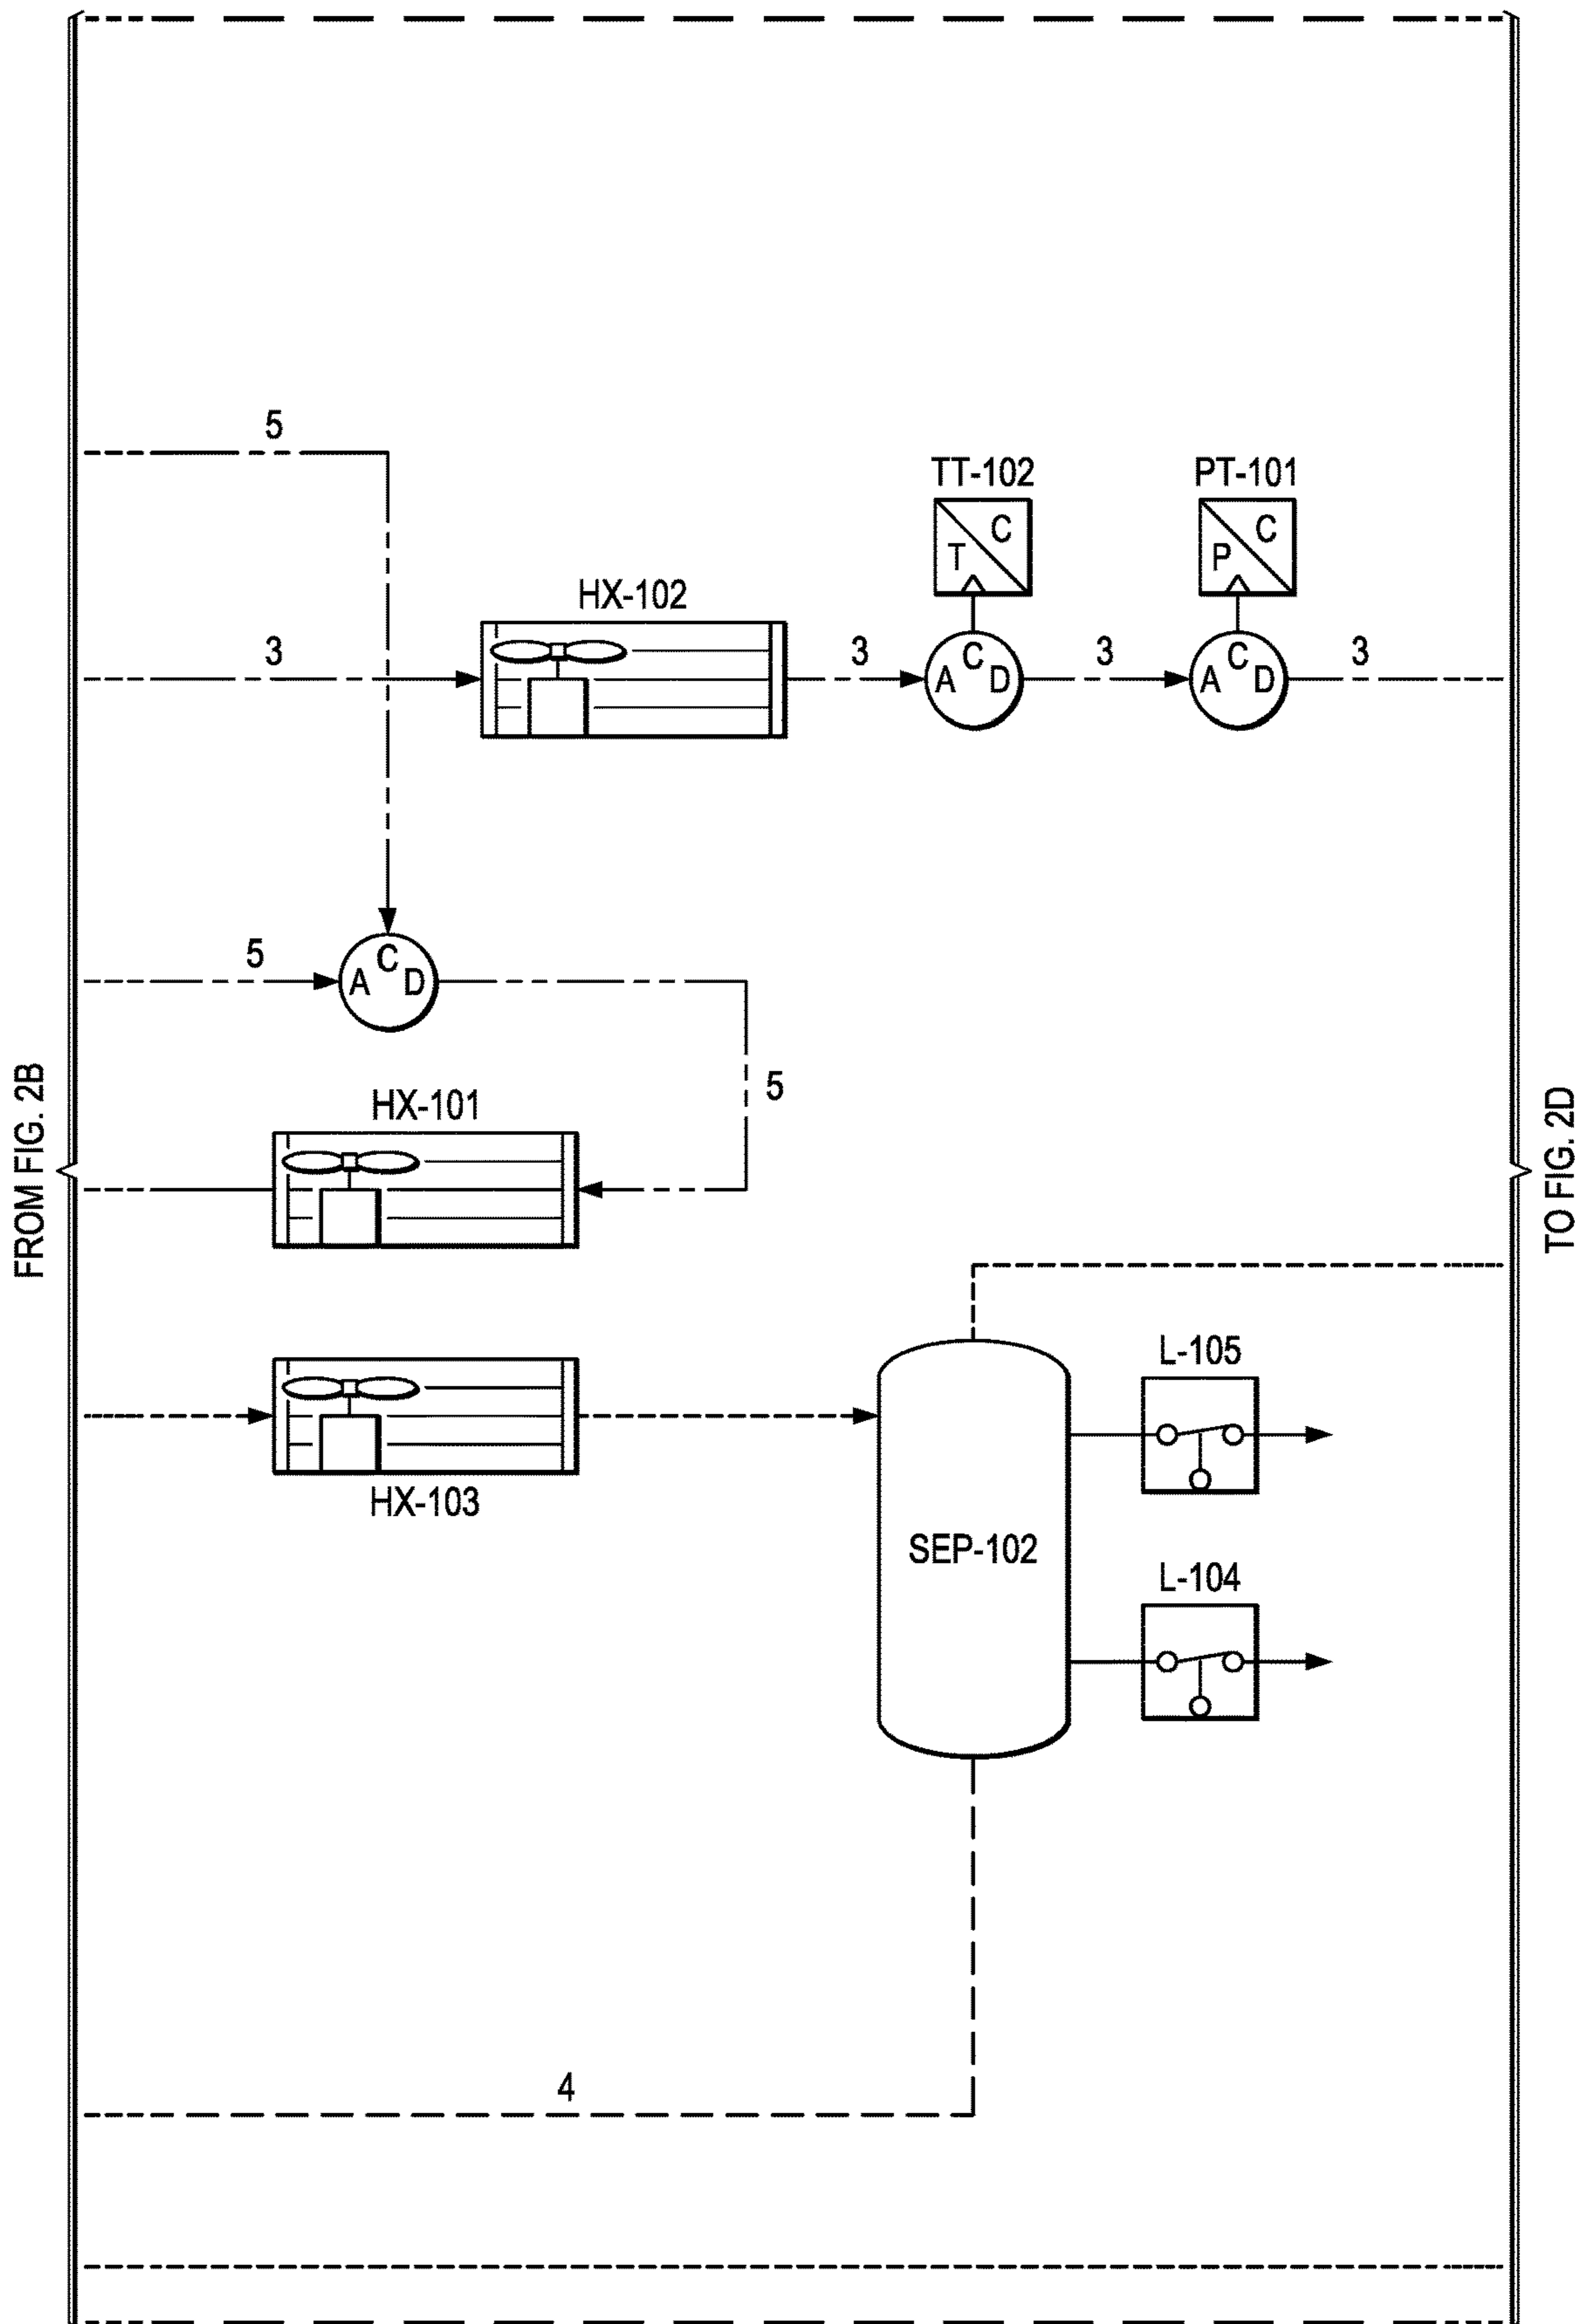 5
TT-102
PT-101
C
T
C
P
HX-102
3
3
3
3
A C D
A C D
5
A C D
5
HX-101
FROM FIG. 2B
TO FIG. 2D
L-105
HX-103
SEP-102
L-104
4